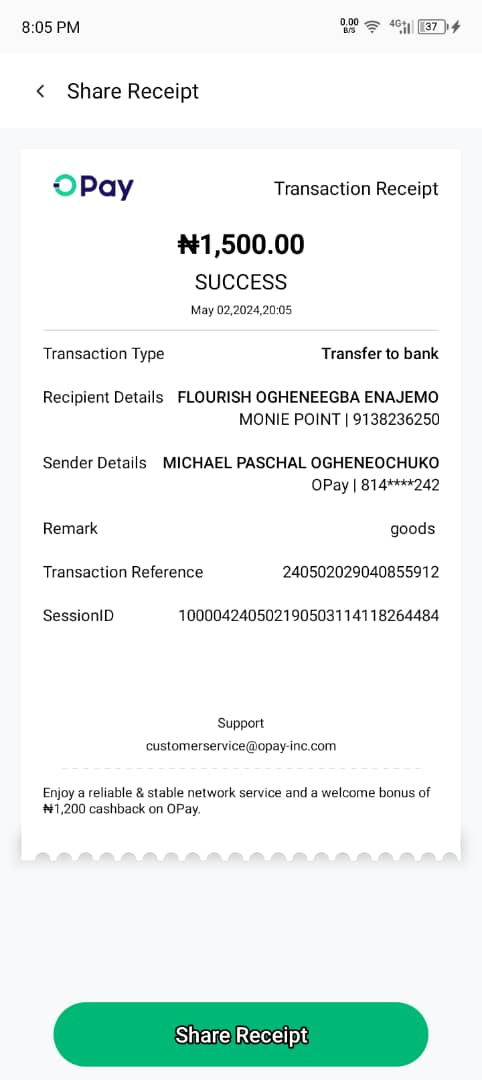 8:05 PM
0.00
B/S
4G+
37
Share Receipt
OPay
Transaction Receipt
₦1,500.00
SUCCESS
May 02,2024,20:05
Transaction Type
Transfer to bank
Recipient Details
FLOURISH OGHENEEGBA ENAJEMO
MONIE POINT | 9138236250
Sender Details
MICHAEL PASCHAL OGHENEOCHUKO
OPay | 814****242
Remark
goods
Transaction Reference
240502029040855912
SessionID
100004240502190503114118264484
Support
customerservice@opay-inc.com
Enjoy a reliable & stable network service and a welcome bonus of
₦1,200 cashback on OPay.
Share Receipt